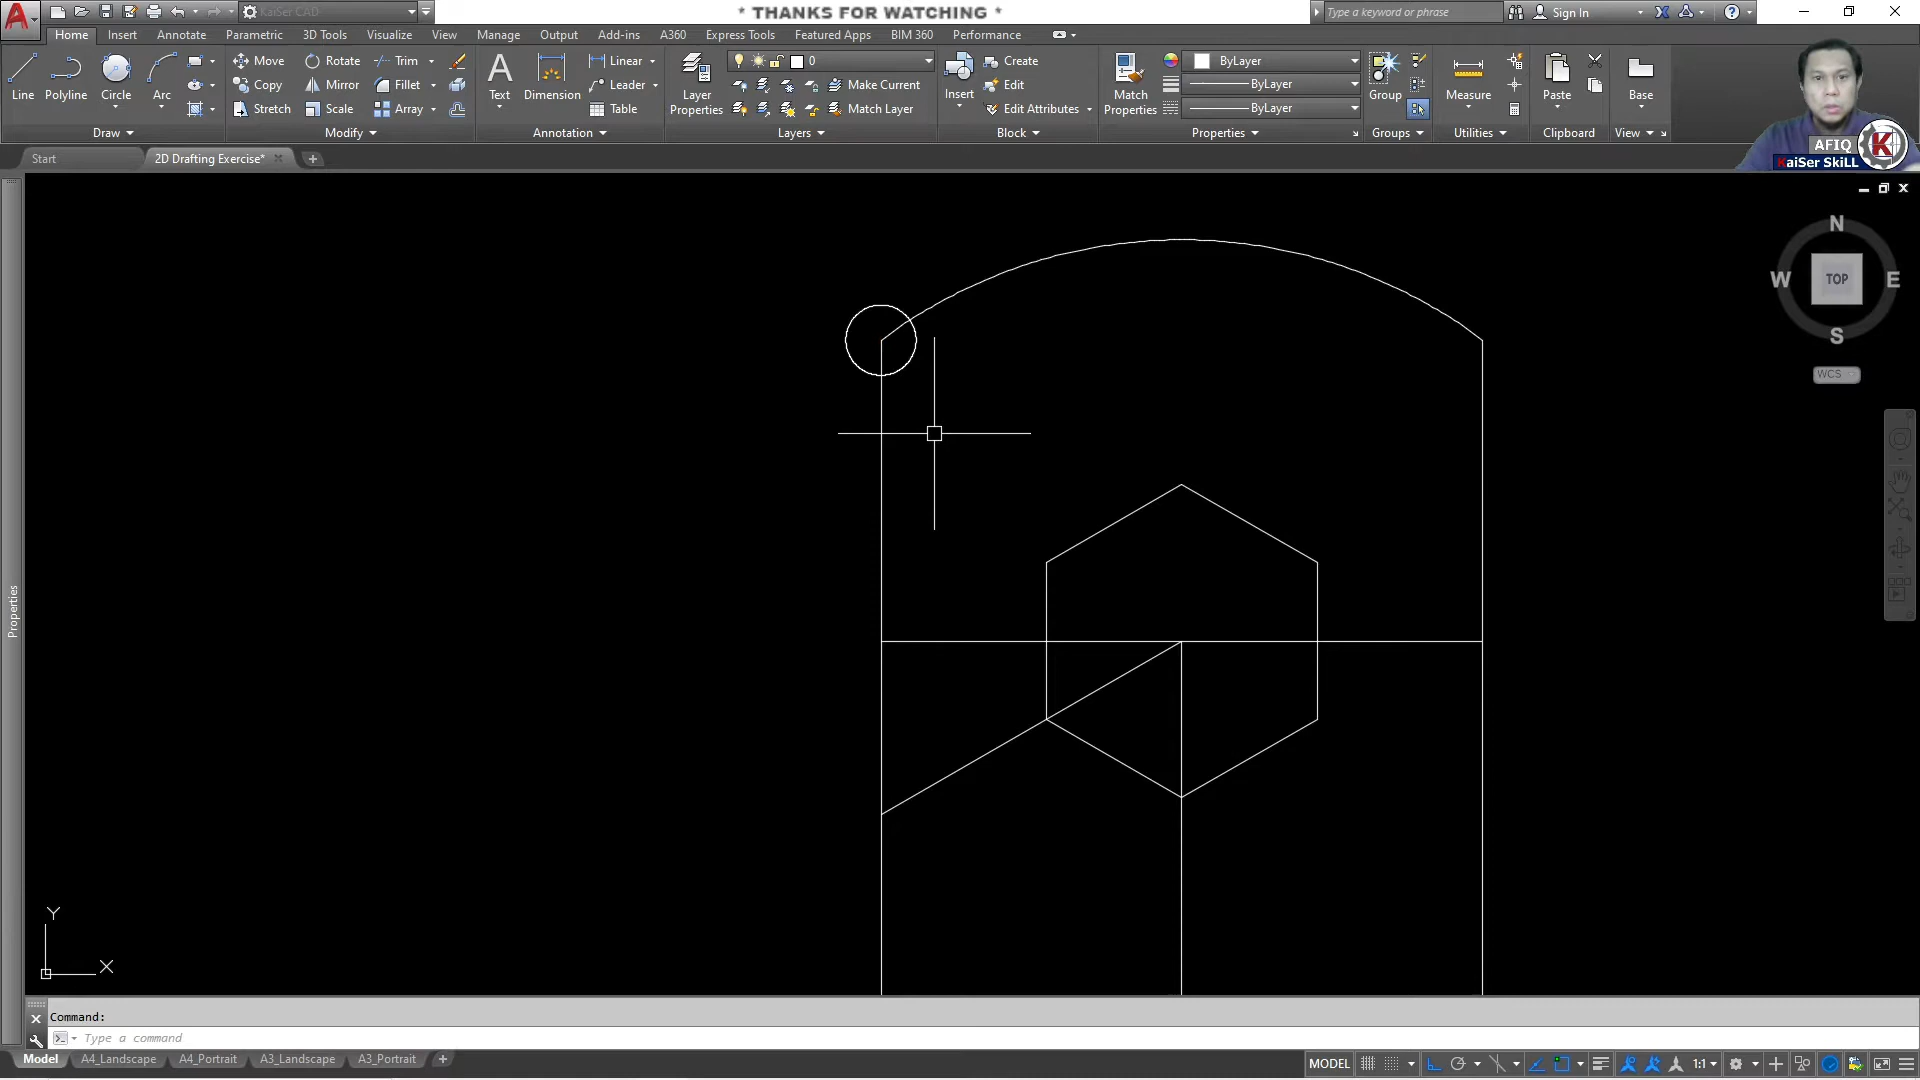 KaiSer CAD
* THANKS FOR WATCHING *
Type a keyword or phrase
Sign In
Home Insert Annotate Parametric 3D Tools Visualize View Manage Output Add-ins A360 Express Tools Featured Apps BIM 360 Performance
Line Polyline Circle Arc
Draw
Move Rotate Trim
Copy Mirror Fillet
Stretch Scale Array
Modify
Text Dimension
Linear
Leader
Table
Annotation
Layer Properties
0
Make Current
Match Layer
Layers
Insert
Create
Edit
Edit Attributes
Block
Match Properties
ByLayer
ByLayer
ByLayer
Properties
Group
Groups
Measure
Utilities
Paste
Clipboard
Base
View
AFIQ
KaiSer SKiLL
K
Start
2D Drafting Exercise*
N
W TOP E
S
WCS
Properties
Y
X
Command:
Type a command
Model A4_Landscape A4_Portrait A3_Landscape A3_Portrait
MODEL
1:1